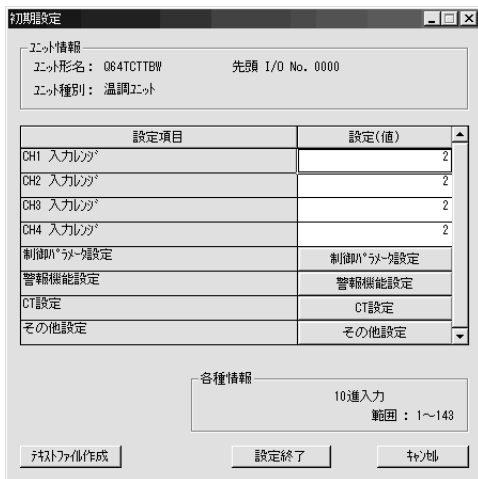 初期設定
ﾕﾆｯﾄ情報
ﾕﾆｯﾄ形名： Q64TCTTBW 先頭 I/O No. 0000
ﾕﾆｯﾄ種別： 温調ﾕﾆｯﾄ
設定項目 設定(値)
CH1 入力ﾚﾝｼﾞ 2
CH2 入力ﾚﾝｼﾞ 2
CH3 入力ﾚﾝｼﾞ 2
CH4 入力ﾚﾝｼﾞ 2
制御ﾊﾟﾗﾒｰﾀ設定 制御ﾊﾟﾗﾒｰﾀ設定
警報機能設定 警報機能設定
CT設定 CT設定
その他設定 その他設定
各種情報
10進入力
範囲 ： 1～143
ﾃｷｽﾄﾌｧｲﾙ作成 設定終了 ｷｬﾝｾﾙ